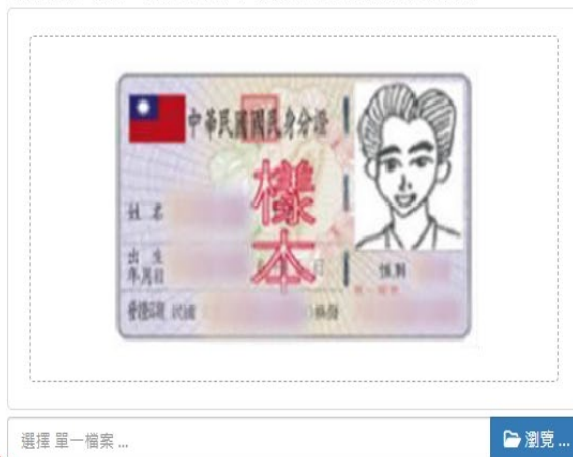 中華民國國民身分證
樣
本
姓名
出生
年月日
日
性別
發證日期 民國
換發
選擇 單一檔案 ...
瀏覽 ...